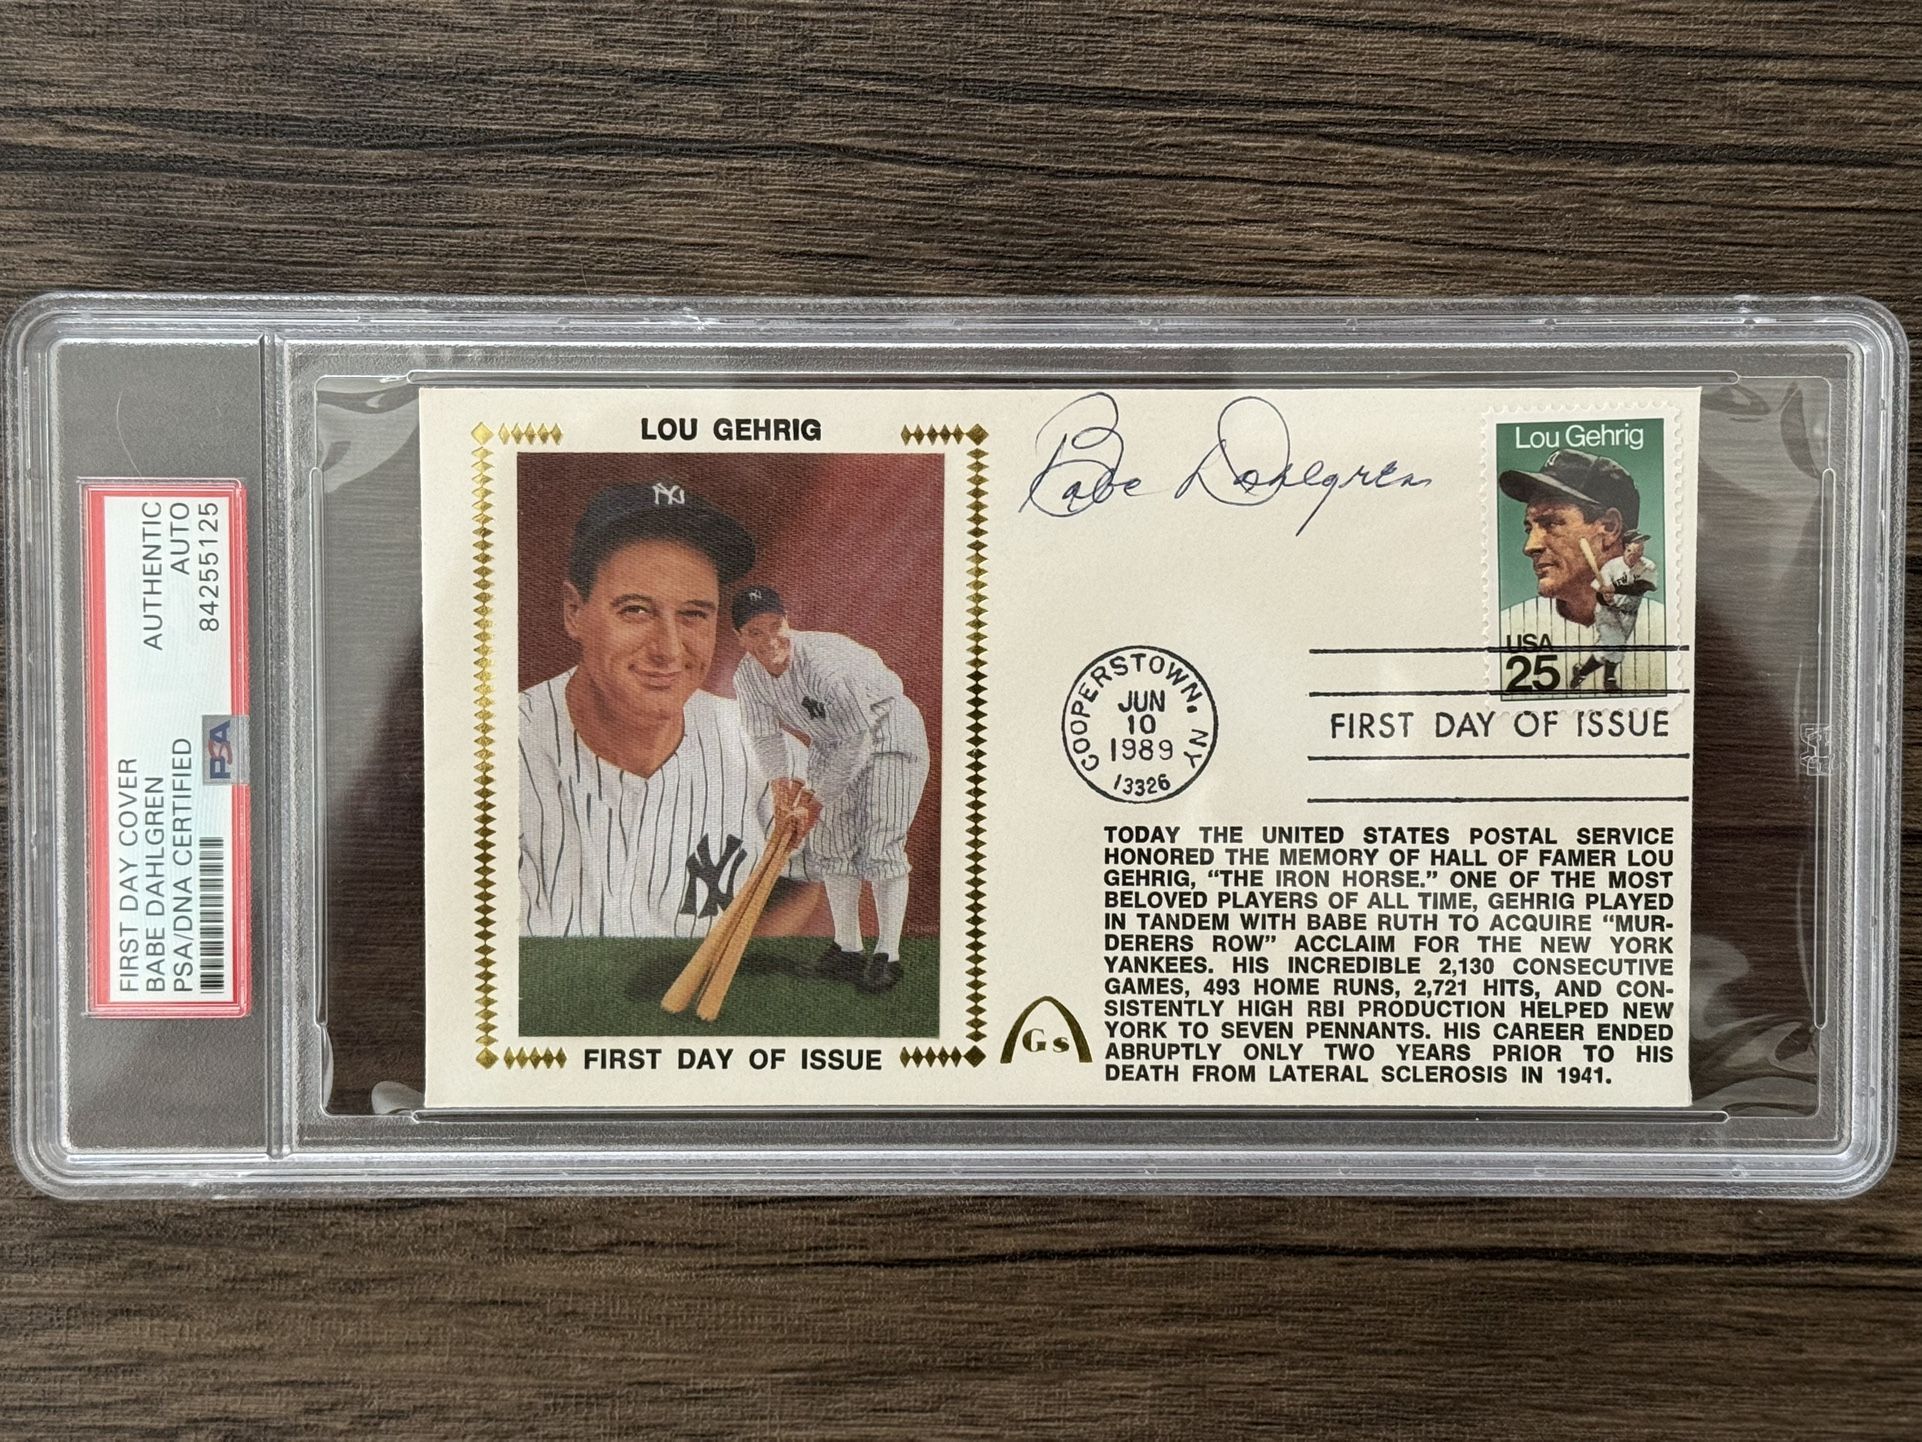 FIRST DAY COVER
BABE DAHLGREN
PSA/DNA CERTIFIED
AUTHENTIC
AUTO
84255125
PSA
LOU GEHRIG
NY
NY
NY
FIRST DAY OF ISSUE
Babe Dahlgren
Lou Gehrig
USA
25
COOPERSTOWN, NY
JUN
10
1989
13326
FIRST DAY OF ISSUE
TODAY THE UNITED STATES POSTAL SERVICE
HONORED THE MEMORY OF HALL OF FAMER LOU
GEHRIG, “THE IRON HORSE.” ONE OF THE MOST
BELOVED PLAYERS OF ALL TIME, GEHRIG PLAYED
IN TANDEM WITH BABE RUTH TO ACQUIRE “MUR-
DERERS ROW” ACCLAIM FOR THE NEW YORK
YANKEES. HIS INCREDIBLE 2,130 CONSECUTIVE
GAMES, 493 HOME RUNS, 2,721 HITS, AND CON-
SISTENTLY HIGH RBI PRODUCTION HELPED NEW
YORK TO SEVEN PENNANTS. HIS CAREER ENDED
ABRUPTLY ONLY TWO YEARS PRIOR TO HIS
DEATH FROM LATERAL SCLEROSIS IN 1941.
Gs